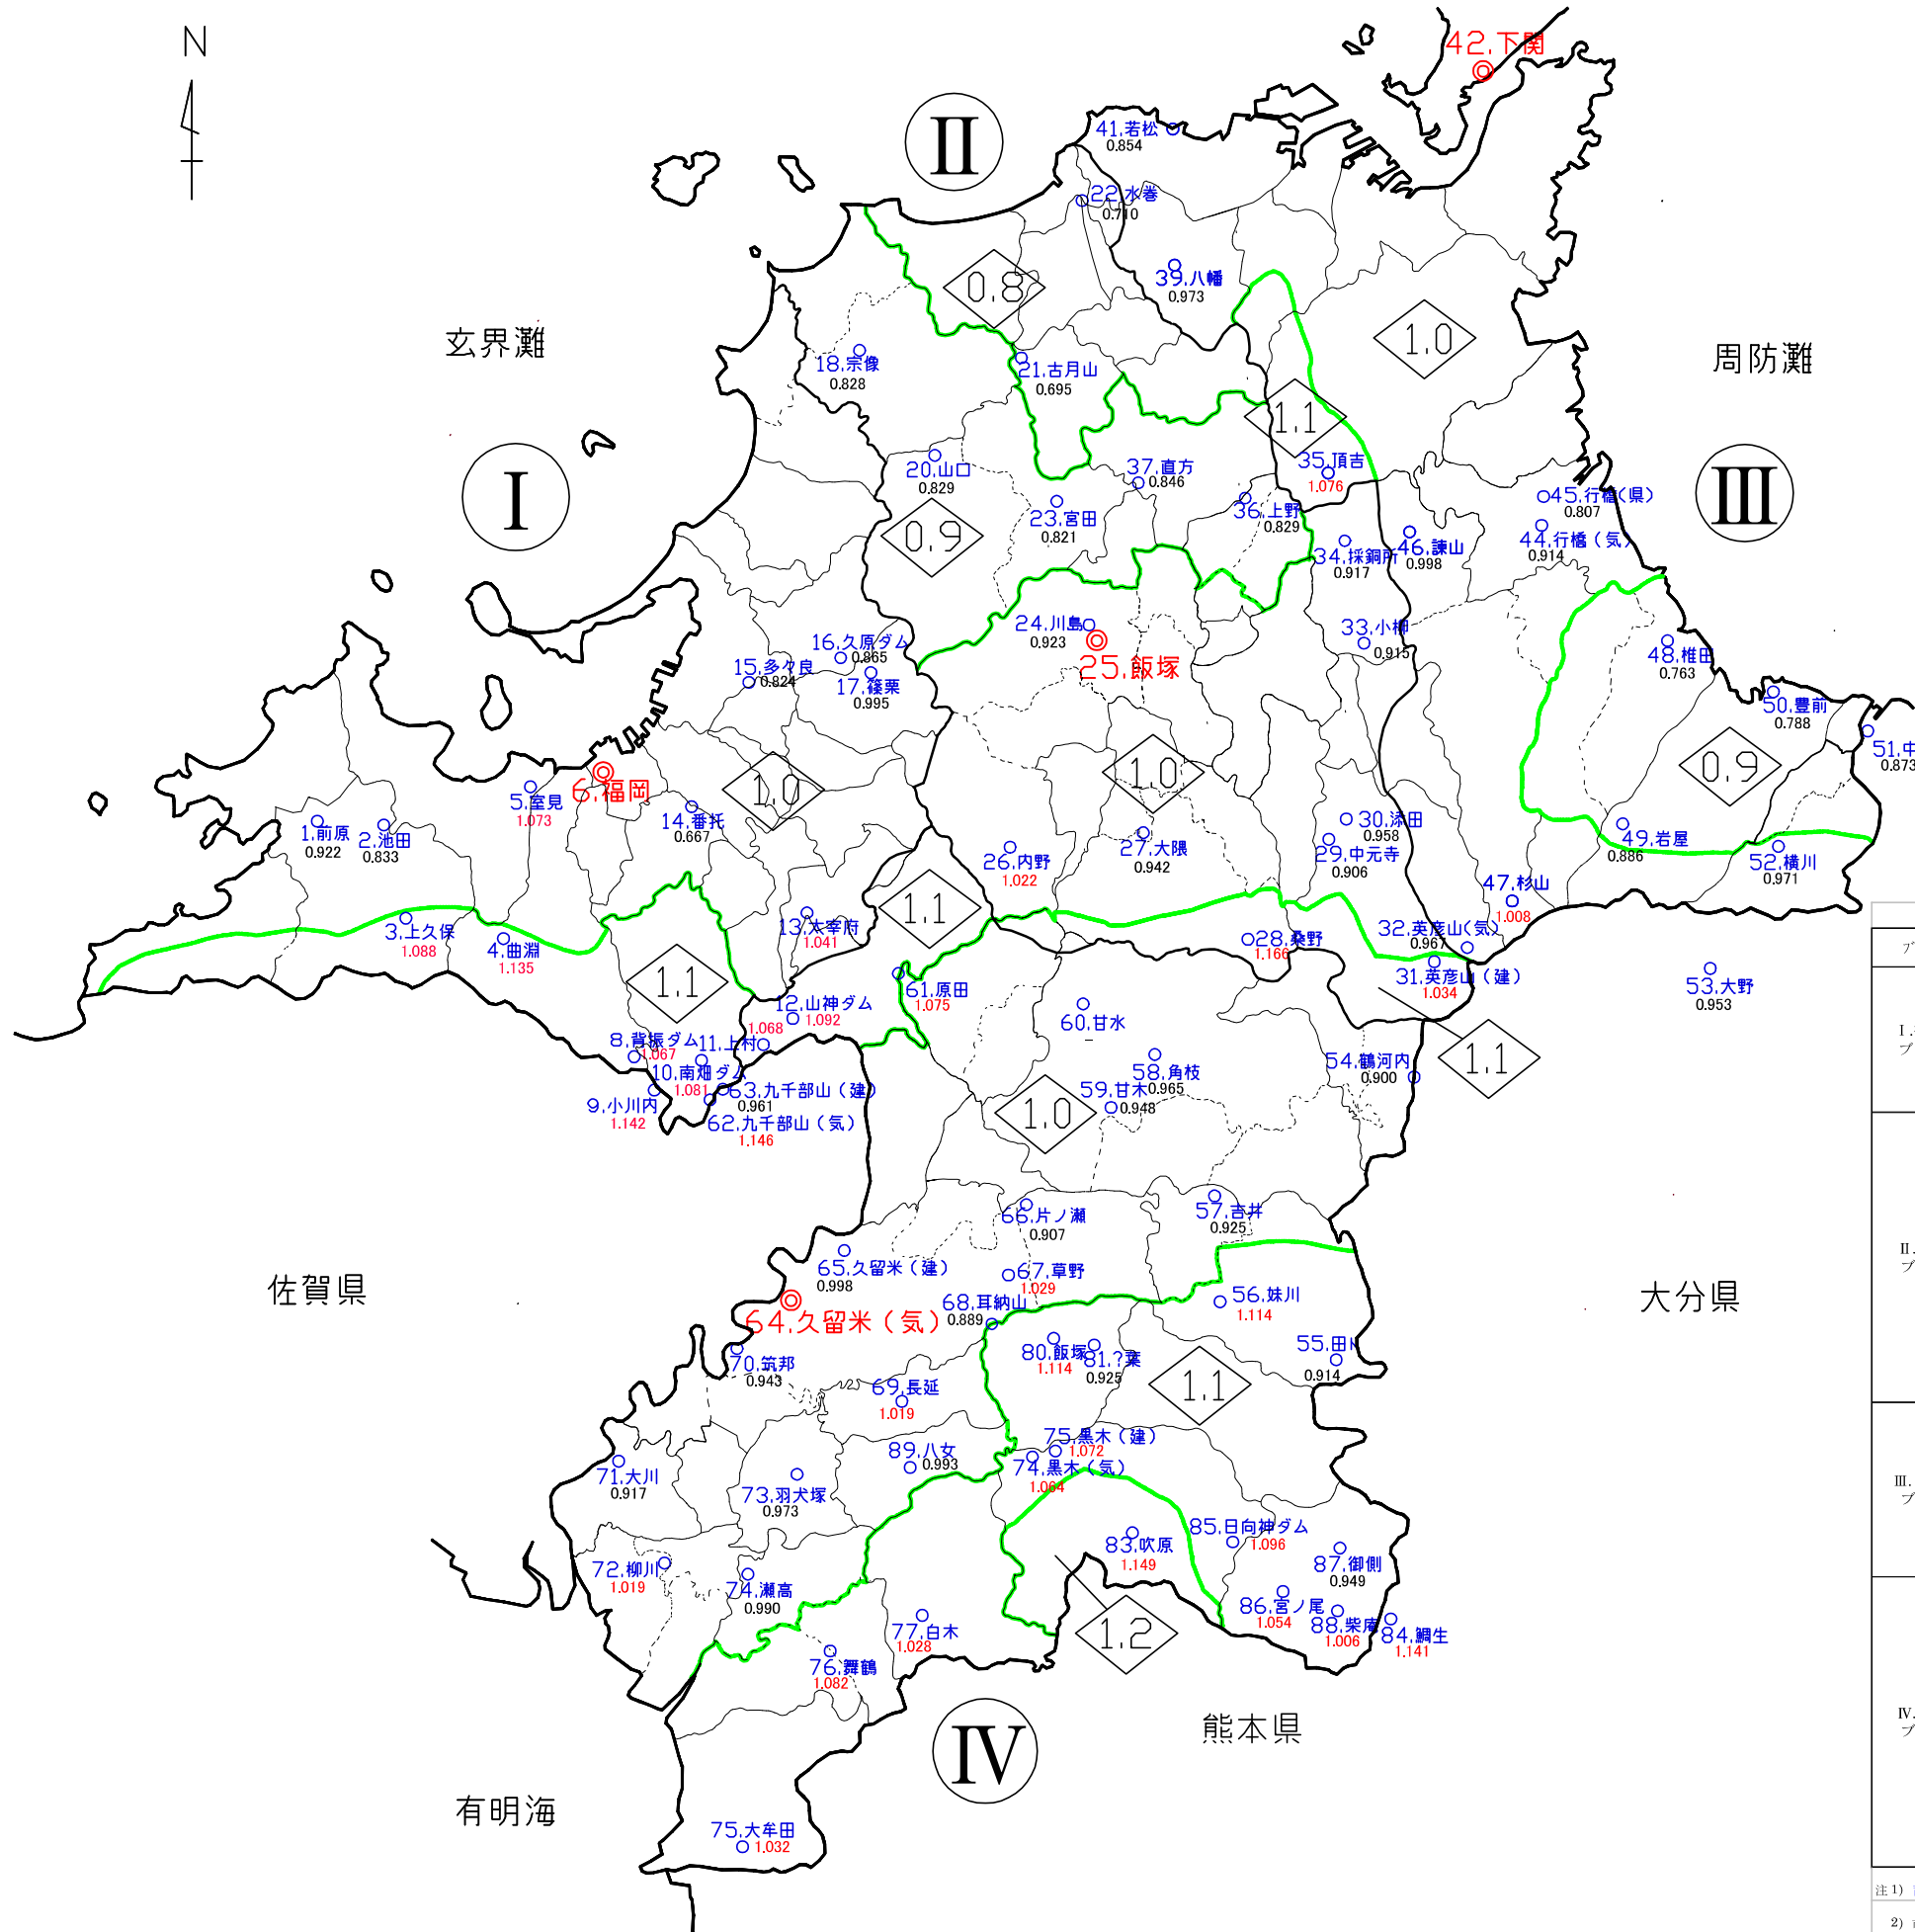 N
42.下関
II
41.若松
0.854
22.水巻
0.710
39.八幡
0.973
0.8
1.0
玄界灘
周防灘
18.宗像
0.828
21.古月山
0.695
1.1
I
III
20.山口
0.829
37.直方
0.846
35.頂吉
1.076
23.宮田
0.821
36.上野
0.829
45.行橋(県)
0.807
44.行橋(気)
0.914
0.9
34.採銅所
0.917
46.諫山
0.998
24.川島
0.923
25.飯塚
33.小柳
0.915
16.久原ダム
0.865
15.多々良
0.824
17.篠栗
0.995
48.椎田
0.763
50.豊前
0.788
51.中
0.873
0.9
6.福岡
5.室見
1.073
1.0
1.0
14.番托
0.667
1.前原
0.922
2.池田
0.833
26.内野
1.022
27.大隈
0.942
30.添田
0.958
29.中元寺
0.906
49.岩屋
0.886
52.横川
0.971
47.杉山
1.008
3.上久保
1.088
4.曲淵
1.135
13.太宰府
1.041
1.1
28.桑野
1.166
32.英彦山(気)
0.967
31.英彦山(建)
1.034
53.大野
0.953
1.1
61.原田
1.075
12.山神ダム
1.092
60.甘水
–
8.背振ダム
1.067
11.上村
1.068
10.南畑ダム
1.081
9.小川内
1.142
63.九千部山(建)
0.961
62.九千部山(気)
1.146
58.角枝
0.965
59.甘木
0.948
1.0
54.鶴河内
0.900
1.1
66.片ノ瀬
0.907
57.吉井
0.925
佐賀県
大分県
65.久留米(建)
0.998
67.草野
1.029
64.久留米(気)
68.耳納山
0.889
56.妹川
1.114
80.飯塚
1.114
81.?葉
0.925
55.田
0.914
70.筑邦
0.943
69.長延
1.019
1.1
75.黒木(建)
1.072
74.黒木(気)
1.064
89.八女
0.993
71.大川
0.917
73.羽犬塚
0.973
83.吹原
1.149
85.日向神ダム
1.096
87.御側
0.949
72.柳川
1.019
74.瀬高
0.990
86.宮ノ尾
1.054
88.柴庵
1.006
84.鯛生
1.141
77.白木
1.028
1.2
76.舞鶴
1.082
IV
熊本県
有明海
75.大牟田
1.032
ブ
I.
ブ
II.
ブ
III.
ブ
IV.
ブ
注1)
2)